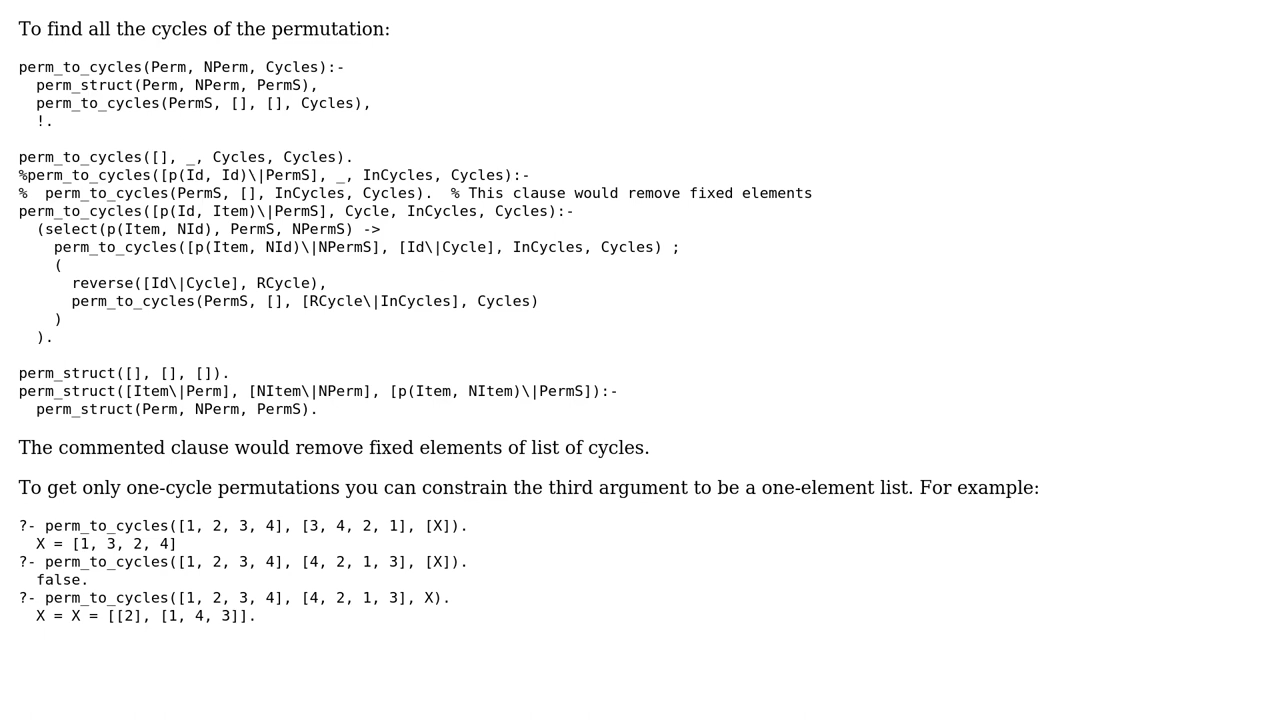 To find all the cycles of the permutation:
perm_to_cycles(Perm, NPerm, Cycles):-
  perm_struct(Perm, NPerm, PermS),
  perm_to_cycles(PermS, [], [], Cycles),
  !.

perm_to_cycles([], _, Cycles, Cycles).
%perm_to_cycles([p(Id, Id)\|PermS], _, InCycles, Cycles):-
%  perm_to_cycles(PermS, [], InCycles, Cycles).  % This clause would remove fixed elements
perm_to_cycles([p(Id, Item)\|PermS], Cycle, InCycles, Cycles):-
  (select(p(Item, NId), PermS, NPermS) ->
    perm_to_cycles([p(Item, NId)\|NPermS], [Id\|Cycle], InCycles, Cycles) ;
    (
      reverse([Id\|Cycle], RCycle),
      perm_to_cycles(PermS, [], [RCycle\|InCycles], Cycles)
    )
  ).

perm_struct([], [], []).
perm_struct([Item\|Perm], [NItem\|NPerm], [p(Item, NItem)\|PermS]):-
  perm_struct(Perm, NPerm, PermS).
The commented clause would remove fixed elements of list of cycles.
To get only one-cycle permutations you can constrain the third argument to be a one-element list. For example:
?- perm_to_cycles([1, 2, 3, 4], [3, 4, 2, 1], [X]).
  X = [1, 3, 2, 4]
?- perm_to_cycles([1, 2, 3, 4], [4, 2, 1, 3], [X]).
  false.
?- perm_to_cycles([1, 2, 3, 4], [4, 2, 1, 3], X).
  X = X = [[2], [1, 4, 3]].